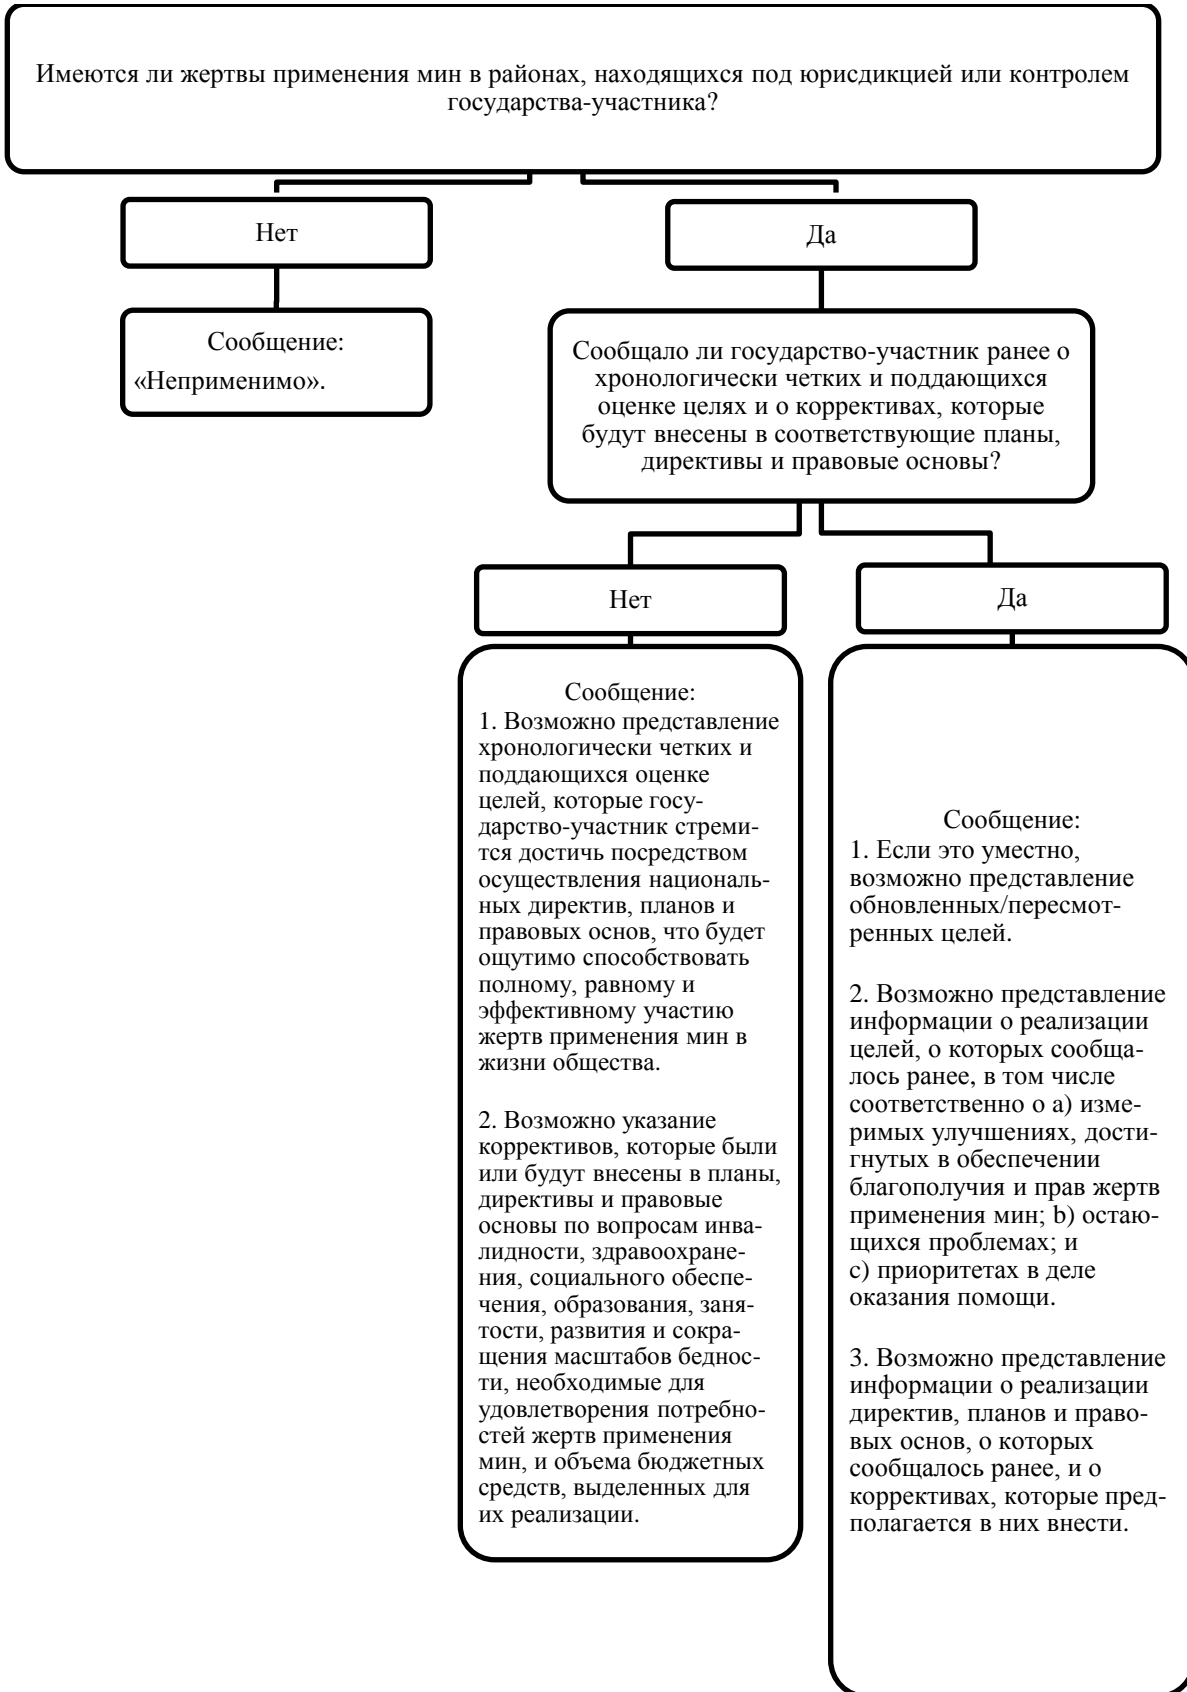 Имеются ли жертвы применения мин в районах, находящихся под юрисдикцией или контролем
государства-участника?
Нет
Да
Сообщение:
«Неприменимо».
Сообщало ли государство-участник ранее о
хронологически четких и поддающихся
оценке целях и о коррективах, которые
будут внесены в соответствующие планы,
директивы и правовые основы?
Нет
Да
Сообщение:
1. Возможно представление
хронологически четких и
поддающихся оценке
целей, которые госу-
дарство-участник стреми-
тся достичь посредством
осуществления националь-
ных директив, планов и
правовых основ, что будет
ощутимо способствовать
полному, равному и
эффективному участию
жертв применения мин в
жизни общества.
2. Возможно указание
коррективов, которые были
или будут внесены в планы,
директивы и правовые
основы по вопросам инва-
лидности, здравоохране-
ния, социального обеспе-
чения, образования, заня-
тости, развития и сокра-
щения масштабов беднос-
ти, необходимые для
удовлетворения потребно-
стей жертв применения
мин, и объема бюджетных
средств, выделенных для
их реализации.
Сообщение:
1. Если это уместно,
возможно представление
обновленных/пересмот-
ренных целей.
2. Возможно представление
информации о реализации
целей, о которых сообща-
лось ранее, в том числе
соответственно о a) изме-
римых улучшениях, дости-
гнутых в обеспечении
благополучия и прав жертв
применения мин; b) остаю-
щихся проблемах; и
c) приоритетах в деле
оказания помощи.
3. Возможно представление
информации о реализации
директив, планов и право-
вых основ, о которых
сообщалось ранее, и о
коррективах, которые пред-
полагается в них внести.